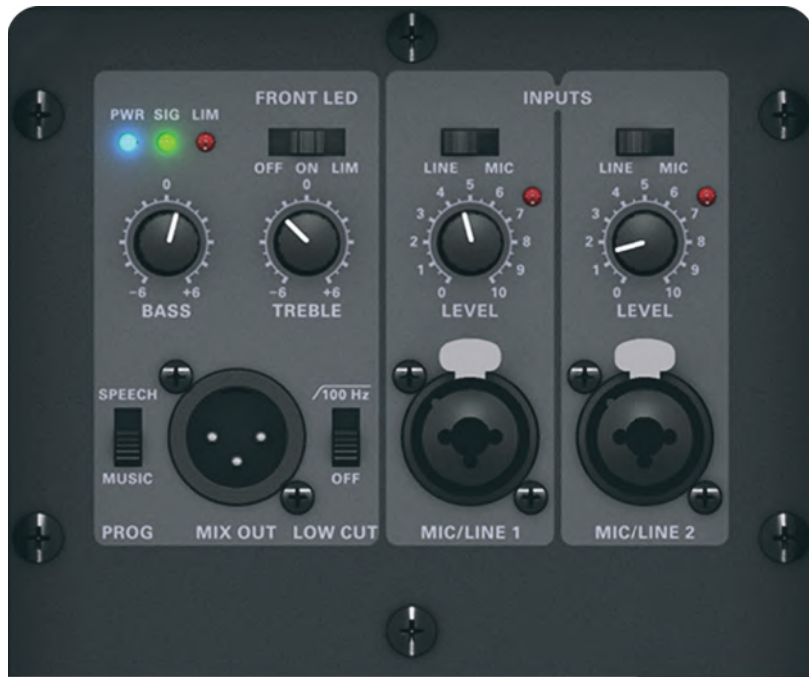 FRONT LED
PWR SIG LIM
OFF ON LIM
0
-6 +6
BASS
0
-6 +6
TREBLE
SPEECH
MUSIC
PROG
MIX OUT
100 Hz
OFF
LOW CUT
INPUTS
LINE MIC
0 1 2 3 4 5 6 7 8 9 10
LEVEL
MIC/LINE 1
LINE MIC
0 1 2 3 4 5 6 7 8 9 10
LEVEL
MIC/LINE 2